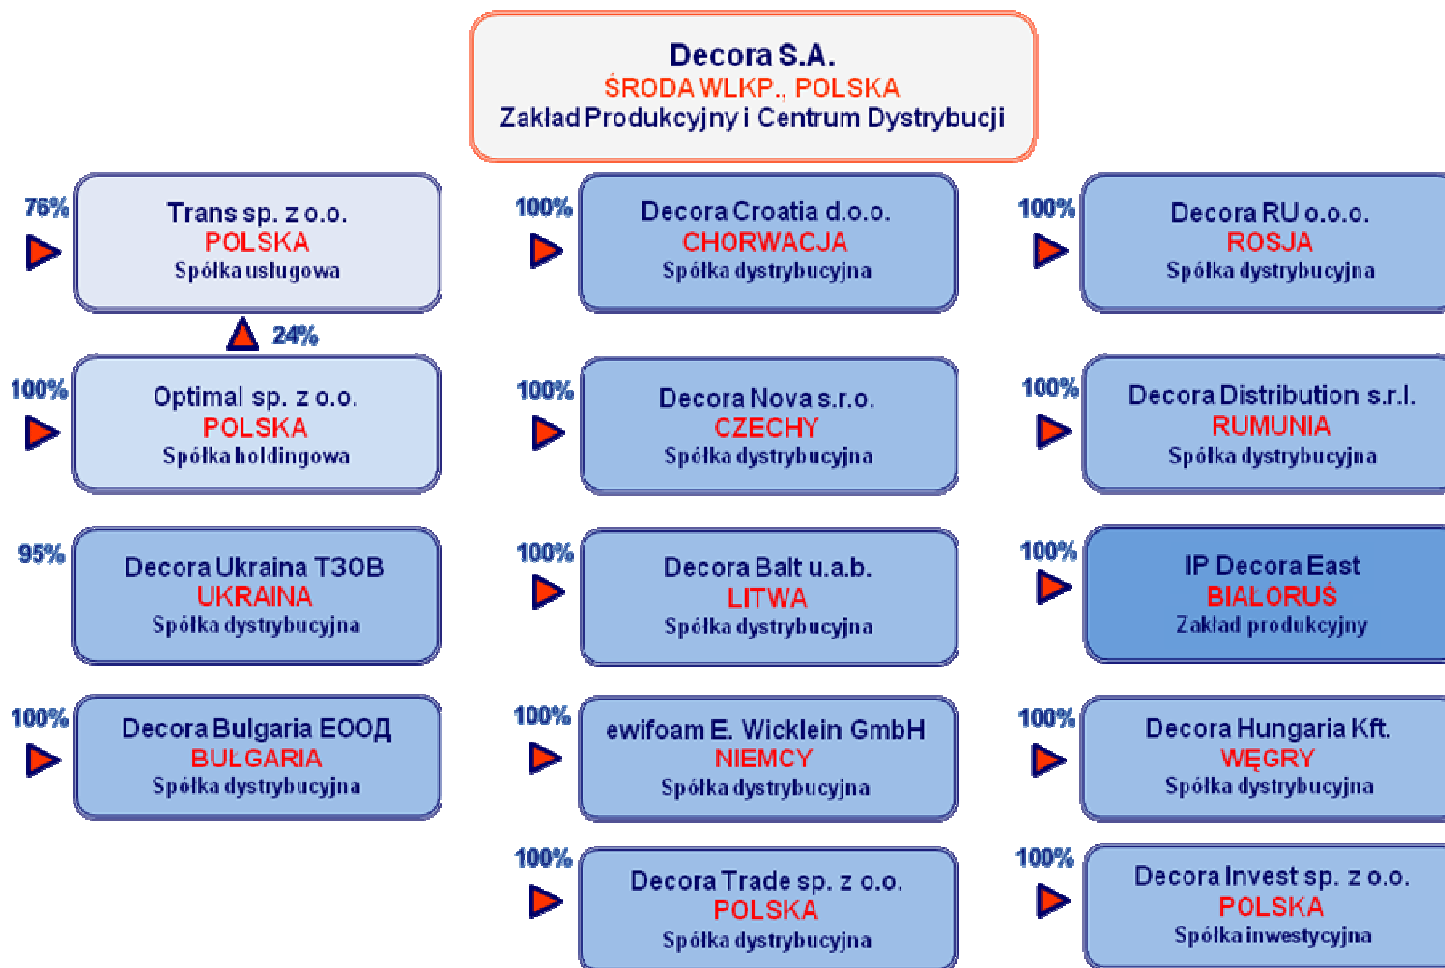 Decora S.A.
ŚRODA WLKP., POLSKA
Zakład Produkcyjny i Centrum Dystrybucji
76%
Trans sp. z o.o.
POLSKA
Spółka usługowa
100%
Decora Croatia d.o.o.
CHORWACJA
Spółka dystrybucyjna
100%
Decora RU o.o.o.
ROSJA
Spółka dystrybucyjna
24%
100%
Optimal sp. z o.o.
POLSKA
Spółka holdingowa
100%
Decora Nova s.r.o.
CZECHY
Spółka dystrybucyjna
100%
Decora Distribution s.r.l.
RUMUNIA
Spółka dystrybucyjna
95%
Decora Ukraina ТЗОВ
UKRAINA
Spółka dystrybucyjna
100%
Decora Balt u.a.b.
LITWA
Spółka dystrybucyjna
100%
IP Decora East
BIAŁORUŚ
Zakład produkcyjny
100%
Decora Bulgaria ЕООД
BUŁGARIA
Spółka dystrybucyjna
100%
ewifoam E. Wicklein GmbH
NIEMCY
Spółka dystrybucyjna
100%
Decora Hungaria Kft.
WĘGRY
Spółka dystrybucyjna
100%
Decora Trade sp. z o.o.
POLSKA
Spółka dystrybucyjna
100%
Decora Invest sp. z o.o.
POLSKA
Spółka inwestycyjna